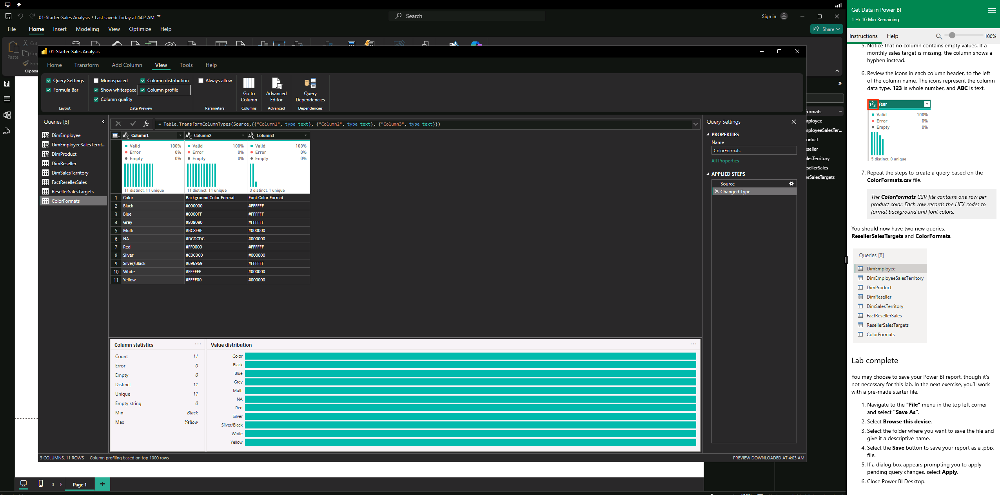 01-Starter-Sales Analysis • Last saved: Today at 4:02 AM
Search
Sign in
File
Home
Insert
Modeling
View
Optimize
Help
Share
Paste
Cut
Clipboa
01-Starter-Sales Analysis
Home
Transform
Add Column
View
Tools
Help
Query Settings
Formula Bar
Layout
Monospaced
Show whitespace
Column quality
Column distribution
Column profile
Data Preview
Always allow
Parameters
Go to
Column
Columns
Advanced
Editor
Advanced
Query
Dependencies
Dependencies
Queries [8]
DimEmployee
DimEmployeeSalesTerrit...
DimProduct
DimReseller
DimSalesTerritory
FactResellerSales
ResellerSalesTargets
ColorFormats
= Table.TransformColumnTypes(Source,{{"Column1", type text}, {"Column2", type text}, {"Column3", type text}})
Column1 Column2 Column3
Valid 100% Valid 100% Valid 100%
Error 0% Error 0% Error 0%
Empty 0% Empty 0% Empty 0%
11 distinct, 11 unique 11 distinct, 11 unique 3 distinct, 1 unique
1 Color Background Color Format Font Color Format
2 Black #000000 #FFFFFF
3 Blue #0000FF #FFFFFF
4 Grey #808080 #FFFFFF
5 Multi #BC8F8F #000000
6 NA #DCDCDC #000000
7 Red #FF0000 #FFFFFF
8 Silver #C0C0C0 #000000
9 Silver/Black #696969 #FFFFFF
10 White #FFFFFF #000000
11 Yellow #FFFF00 #000000
Column statistics
Count 11
Error 0
Empty 0
Distinct 11
Unique 11
Empty string 0
Min Black
Max Yellow
Value distribution
Color
Black
Blue
Grey
Multi
NA
Red
Silver
Silver/Black
White
Yellow
Query Settings
PROPERTIES
Name
ColorFormats
All Properties
APPLIED STEPS
Source
Changed Type
3 COLUMNS, 11 ROWS Column profiling based on top 1000 rows
PREVIEW DOWNLOADED AT 4:03 AM
ormats
nployee
npployeeSalesTer...
oduct
seller
lesTerritory
sellerSales
erSalesTargets
Page 1
Get Data in Power BI
1 Hr 16 Min Remaining
Instructions
Help
100%
5. Notice that no column contains empty values. If a
monthly sales target is missing, the column shows a
hyphen instead.
6. Review the icons in each column header, to the left
of the column name. The icons represent the column
data type. 123 is whole number, and ABC is text.
123 Year
Valid 100%
Error 0%
Empty 0%
5 distinct, 0 unique
7. Repeat the steps to create a query based on the
ColorFormats.csv file.
The ColorFormats CSV file contains one row per
product color. Each row records the HEX codes to
format background and font colors.
You should now have two new queries,
ResellerSalesTargets and ColorFormats.
Queries [8]
DimEmployee
DimEmployeeSalesTerritory
DimProduct
DimReseller
DimSalesTerritory
FactResellerSales
ResellerSalesTargets
ColorFormats
Lab complete
You may choose to save your Power BI report, though it's
not necessary for this lab. In the next exercise, you'll work
with a pre-made starter file.
1. Navigate to the "File" menu in the top left corner
and select "Save As".
2. Select Browse this device.
3. Select the folder where you want to save the file and
give it a descriptive name.
4. Select the Save button to save your report as a .pbix
file.
5. If a dialog box appears prompting you to apply
pending query changes, select Apply.
6. Close Power BI Desktop.